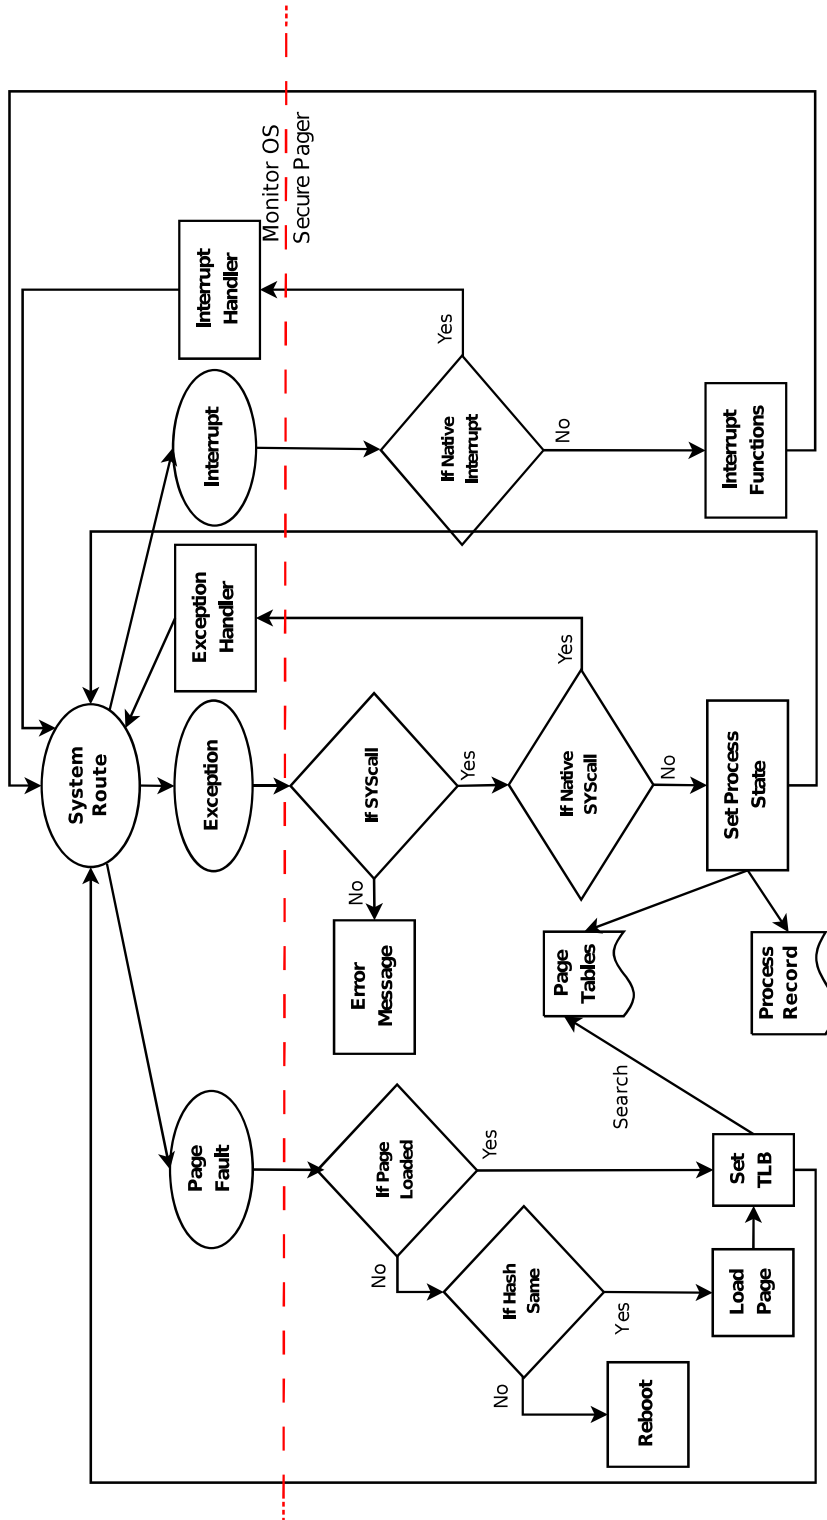 Monitor OS
Secure Pager
System
Route
Page
Fault
Exception
Exception
Handler
Interrupt
Interrupt
Handler
If Page
Loaded
Yes
No
If Hash
Same
No
Yes
Reboot
Load
Page
Set
TLB
Search
If SYScall
No
Yes
Error
Message
If Native
SYScall
Yes
No
Set Process
State
Page
Tables
Process
Record
If Native
Interrupt
Yes
No
Interrupt
Functions